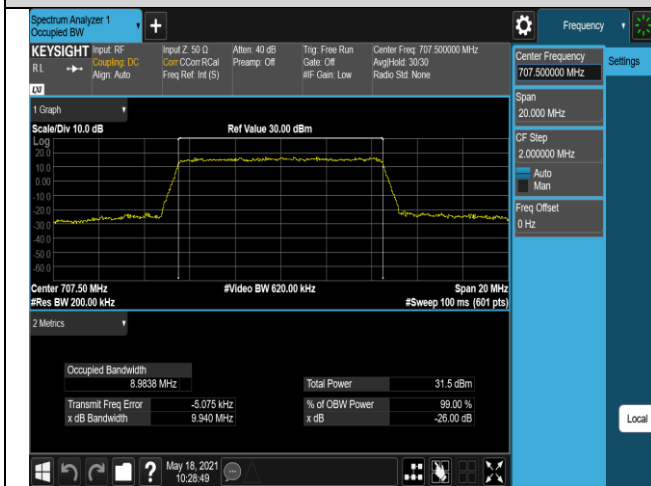 Spectrum Analyzer 1
Occupied BW
+
Frequency
KEYSIGHT
RL
LXI
Input: RF
Coupling: DC
Align: Auto
Input Z: 50 Ω
Corr CCorr RCal
Freq Ref: Int (S)
Atten: 40 dB
Preamp: Off
Trig: Free Run
Gate: Off
#IF Gain: Low
Center Freq: 707.500000 MHz
Avg|Hold: 30/30
Radio Std: None
Center Frequency
707.500000 MHz
Settings
Span
20.000 MHz
CF Step
2.000000 MHz
Auto
Man
Freq Offset
0 Hz
1 Graph
Scale/Div 10.0 dB
Ref Value 30.00 dBm
Log
20.0
10.0
0.00
-10.0
-20.0
-30.0
-40.0
-50.0
-60.0
Center 707.50 MHz
#Video BW 620.00 kHz
Span 20 MHz
#Res BW 200.00 kHz
#Sweep 100 ms (601 pts)
2 Metrics
Occupied Bandwidth
8.9838 MHz
Total Power 31.5 dBm
Transmit Freq Error -5.075 kHz
% of OBW Power 99.00 %
x dB Bandwidth 9.940 MHz
x dB -26.00 dB
Local
?
May 18, 2021
10:28:49